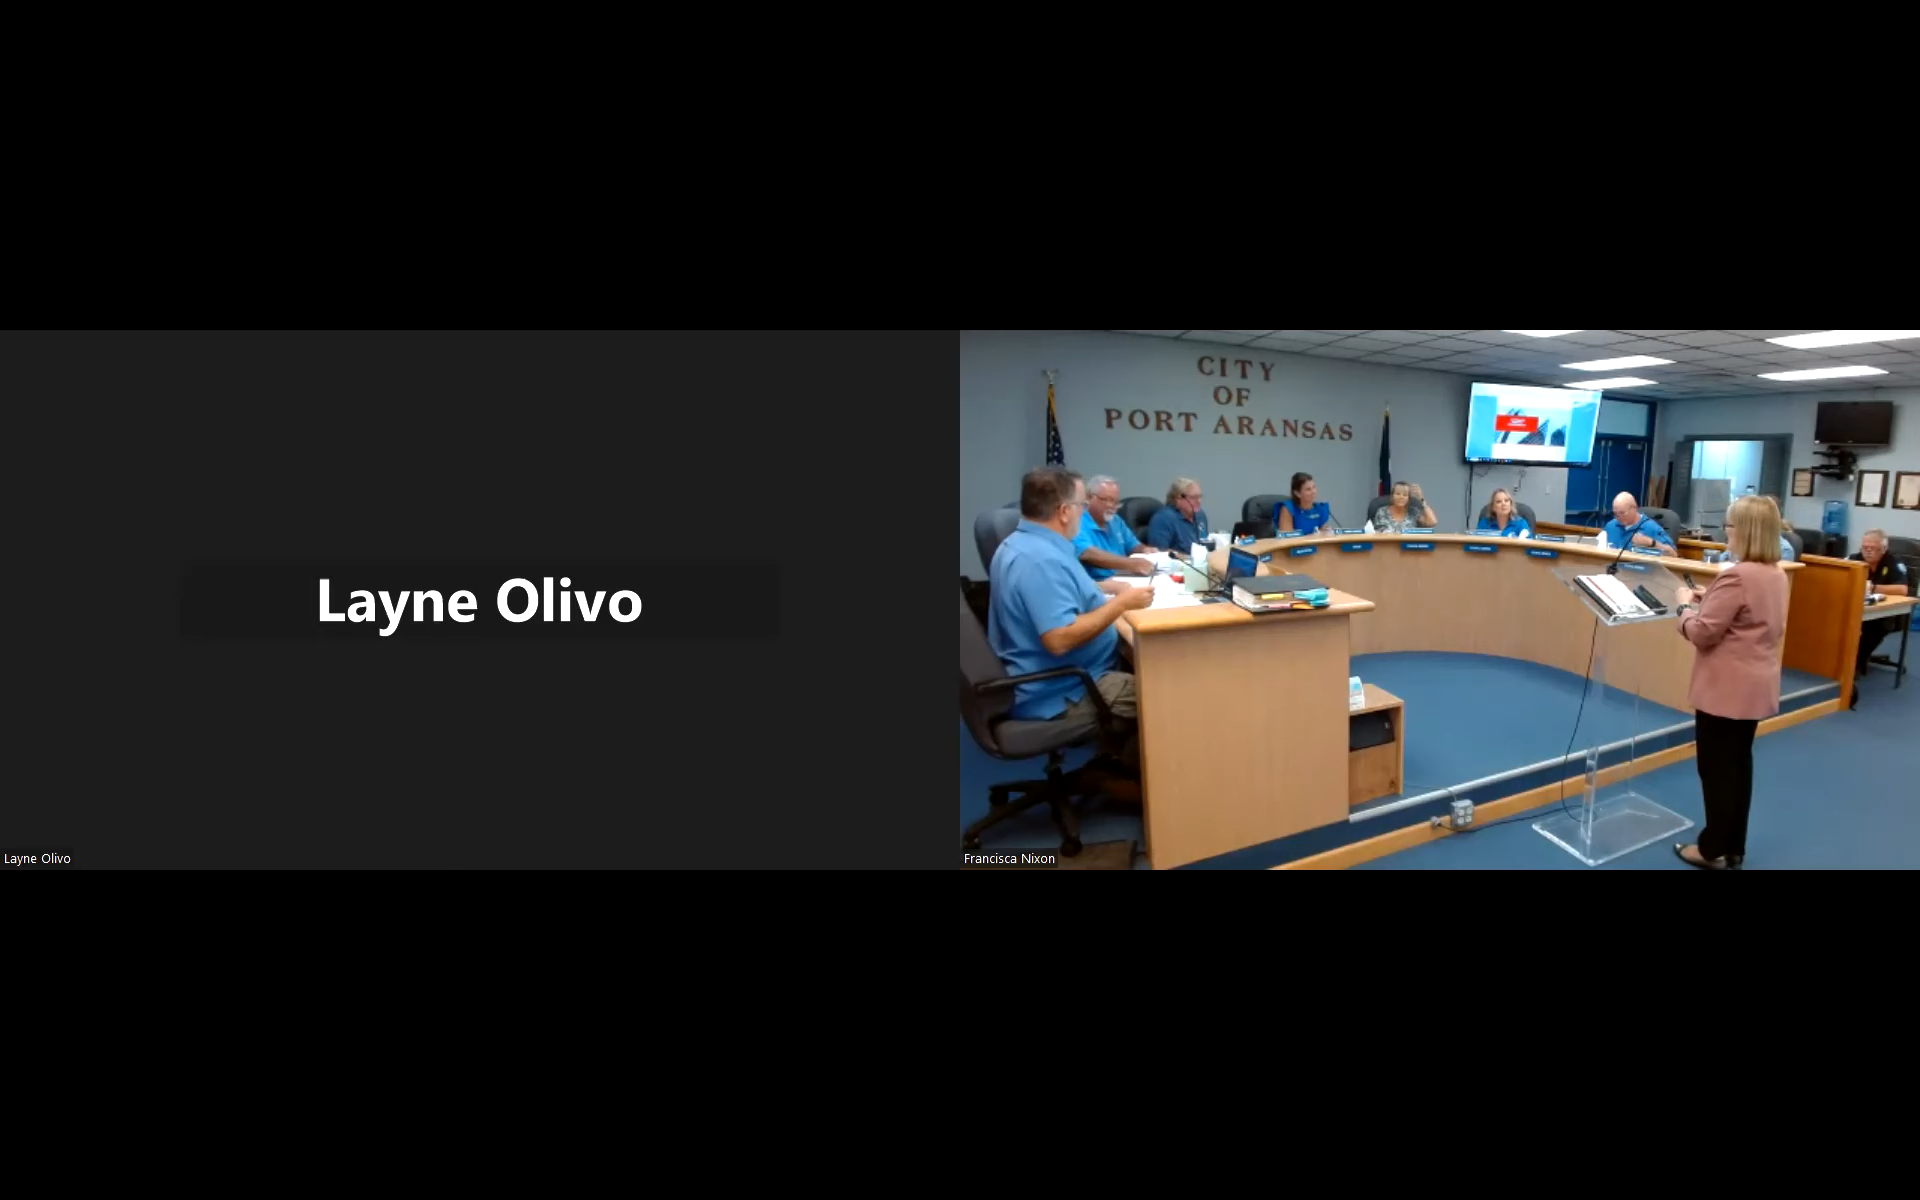 Layne Olivo
Layne Olivo
CITY
OF
PORT ARANSAS
Francisca Nixon